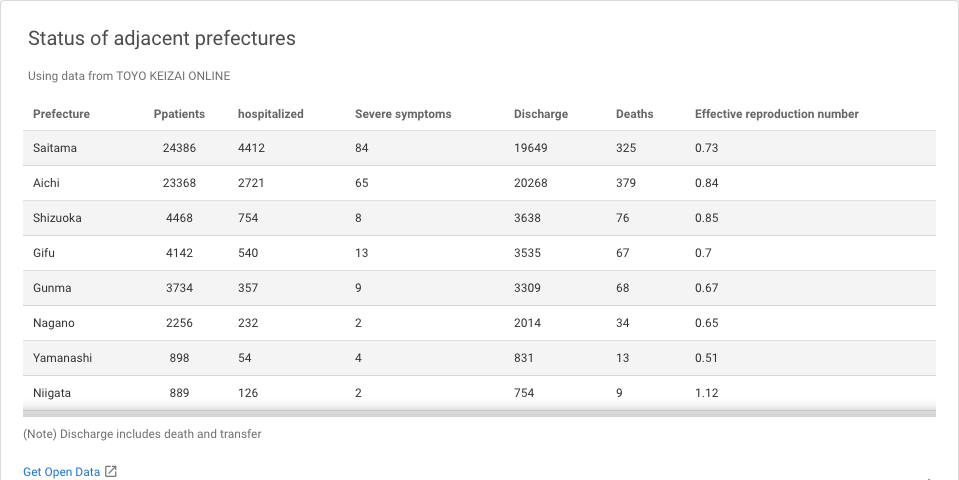 Status of adjacent prefectures
Using data from TOYO KEIZAI ONLINE
Prefecture Ppatients hospitalized Severe symptoms Discharge Deaths Effective reproduction number
Saitama 24386 4412 84 19649 325 0.73
Aichi 23368 2721 65 20268 379 0.84
Shizuoka 4468 754 8 3638 76 0.85
Gifu 4142 540 13 3535 67 0.7
Gunma 3734 357 9 3309 68 0.67
Nagano 2256 232 2 2014 34 0.65
Yamanashi 898 54 4 831 13 0.51
Niigata 889 126 2 754 9 1.12
(Note) Discharge includes death and transfer
Get Open Data